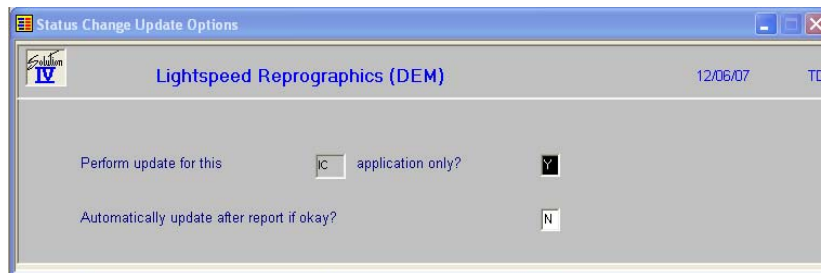 Status Change Update Options
Solution
IV
Lightspeed Reprographics (DEM)
12/06/07
Perform update for this IC application only? Y
Automatically update after report if okay? N